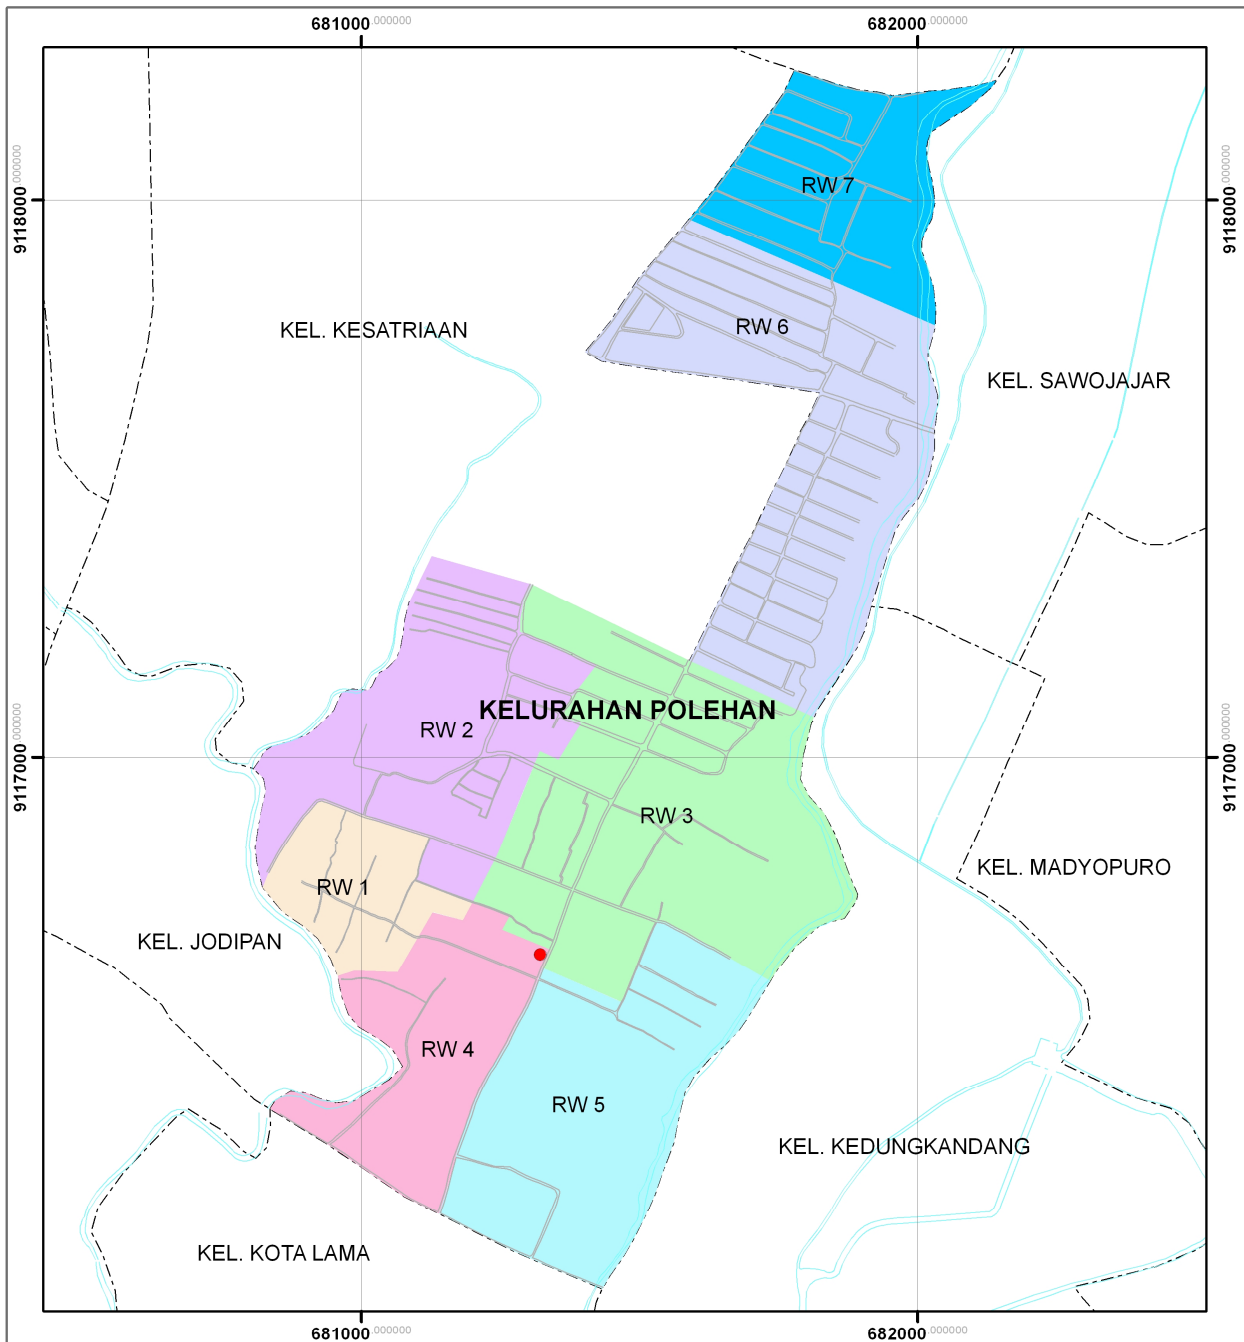 681000.000000
682000.000000
9118000.000000
9118000.000000
RW 7
KEL. KESATRIAAN
RW 6
KEL. SAWOJAJAR
KELURAHAN POLEHAN
RW 2
9117000.000000
9117000.000000
RW 3
KEL. MADYOPURO
RW 1
KEL. JODIPAN
RW 4
RW 5
KEL. KEDUNGKANDANG
KEL. KOTA LAMA
681000.000000
682000.000000